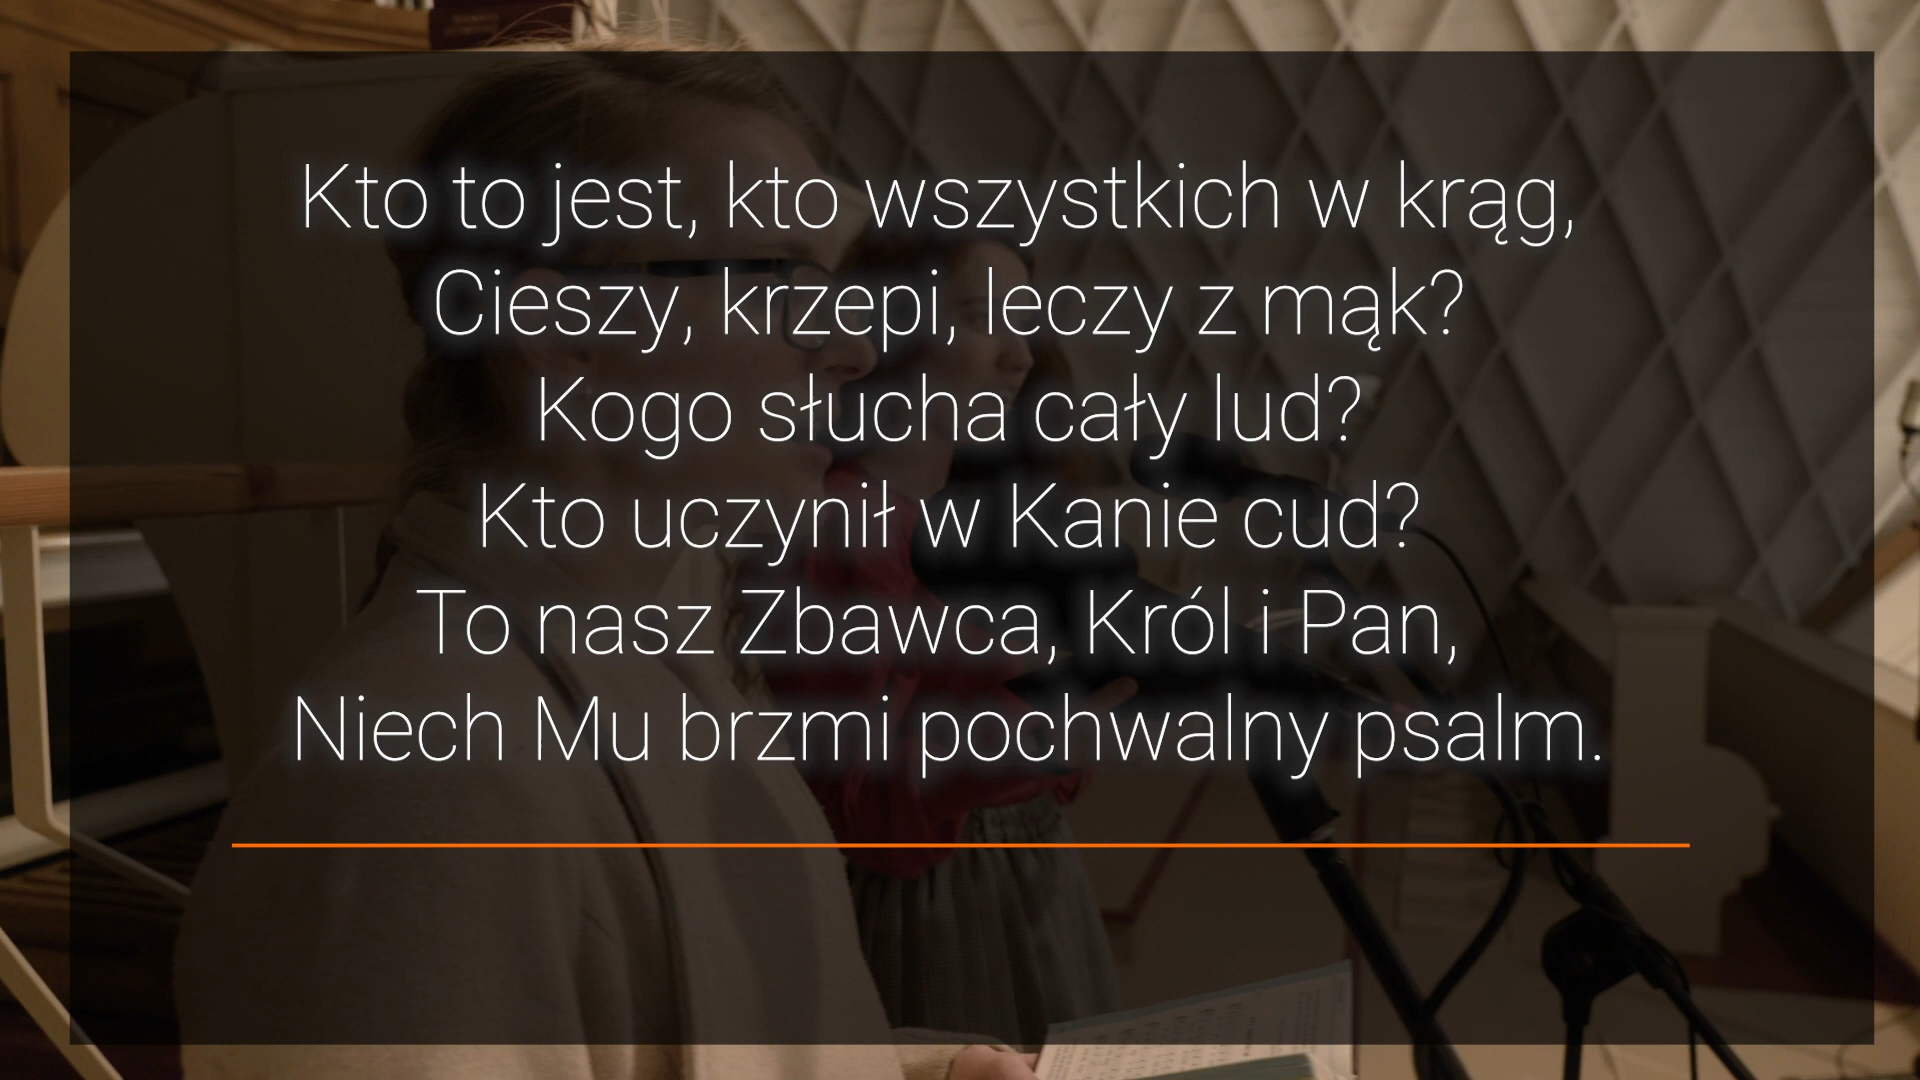 Kto to jest, kto wszystkich w krąg,
Cieszy, krzepi, leczy z mąk?
Kogo słucha cały lud?
Kto uczynił w Kanie cud?
To nasz Zbawca, Król i Pan,
Niech Mu brzmi pochwalny psalm.